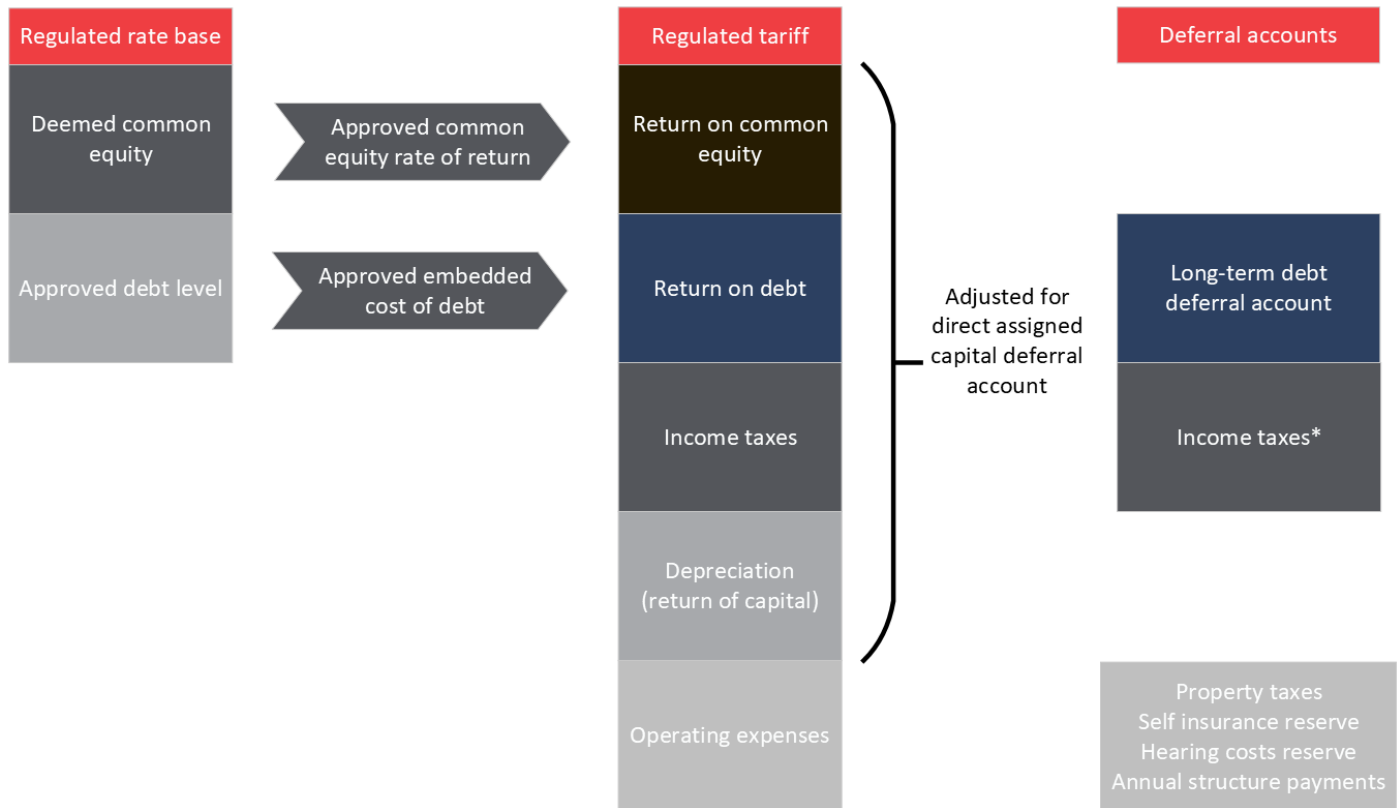 Regulated rate base
Deemed common
equity
Approved debt level
Approved common
equity rate of return
Approved embedded
cost of debt
Regulated tariff
Return on common
equity
Return on debt
Income taxes
Depreciation
(return of capital)
Operating expenses
Adjusted for
direct assigned
capital deferral
account
Deferral accounts
Long-term debt
deferral account
Income taxes*
Property taxes
Self insurance reserve
Hearing costs reserve
Annual structure payments